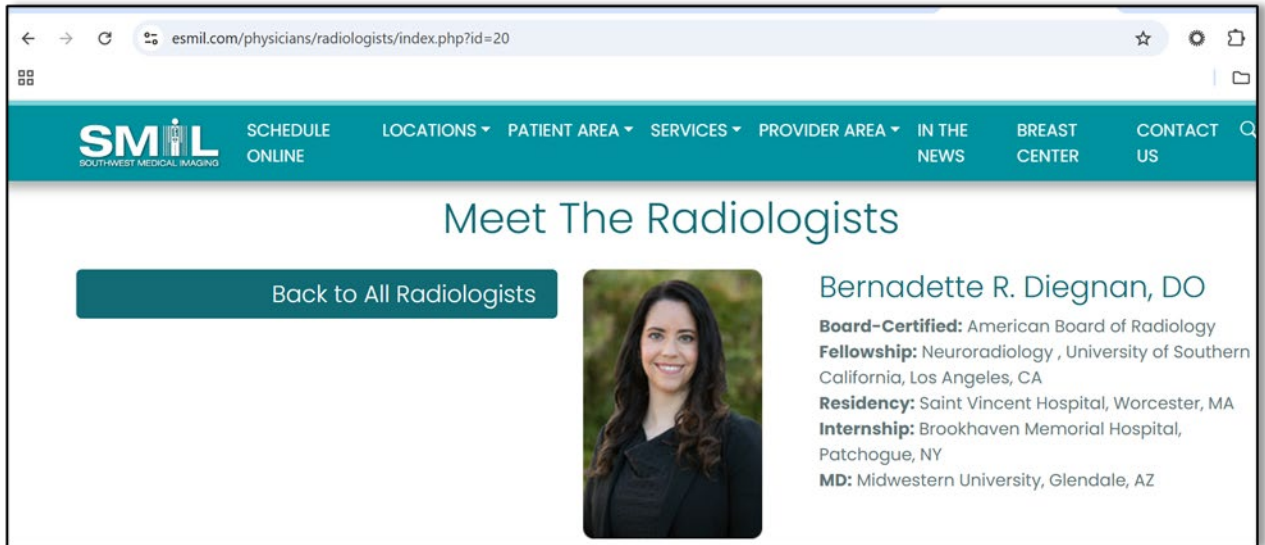 esmil.com/physicians/radiologists/index.php?id=20
SMIL
SOUTHWEST MEDICAL IMAGING
SCHEDULE
ONLINE
LOCATIONS
PATIENT AREA
SERVICES
PROVIDER AREA
IN THE
NEWS
BREAST
CENTER
CONTACT
US
Meet The Radiologists
Back to All Radiologists
Bernadette R. Diegnan, DO
Board-Certified: American Board of Radiology
Fellowship: Neuroradiology , University of Southern
California, Los Angeles, CA
Residency: Saint Vincent Hospital, Worcester, MA
Internship: Brookhaven Memorial Hospital,
Patchogue, NY
MD: Midwestern University, Glendale, AZ